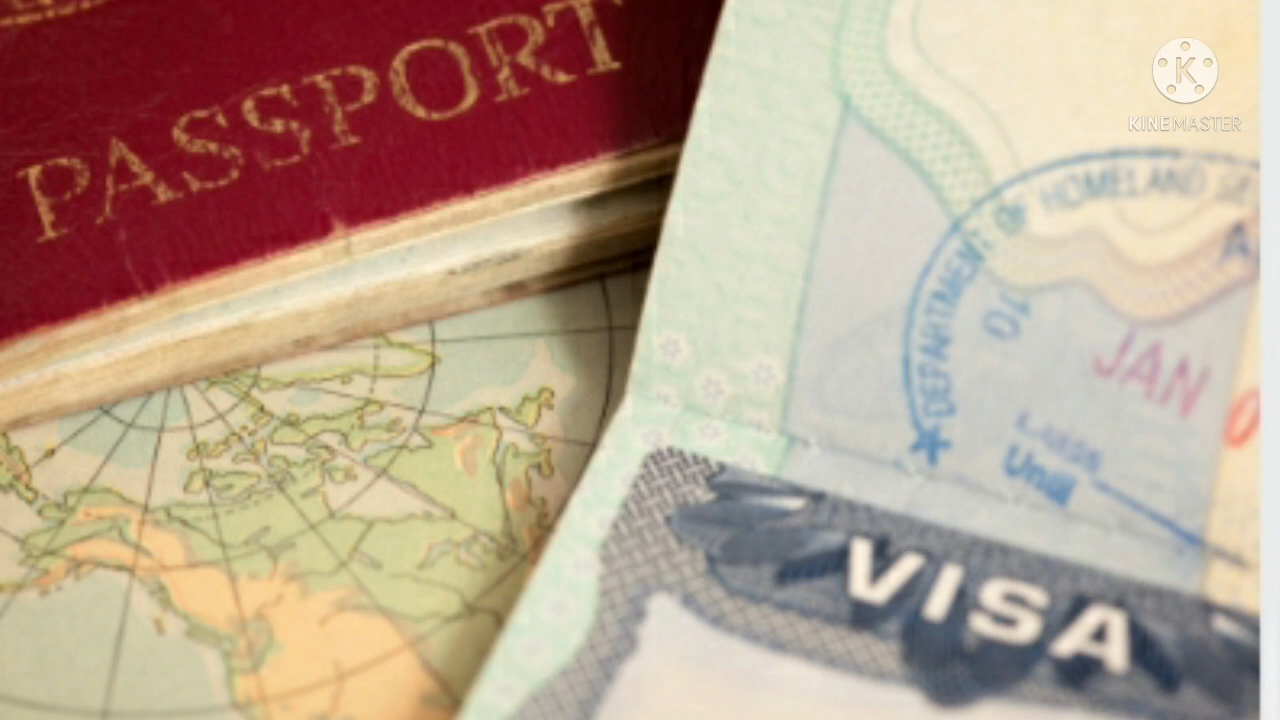 PASSPORT
KINEMASTER
DEPARTMENT OF HOMELAND
JAN
Until
VISA